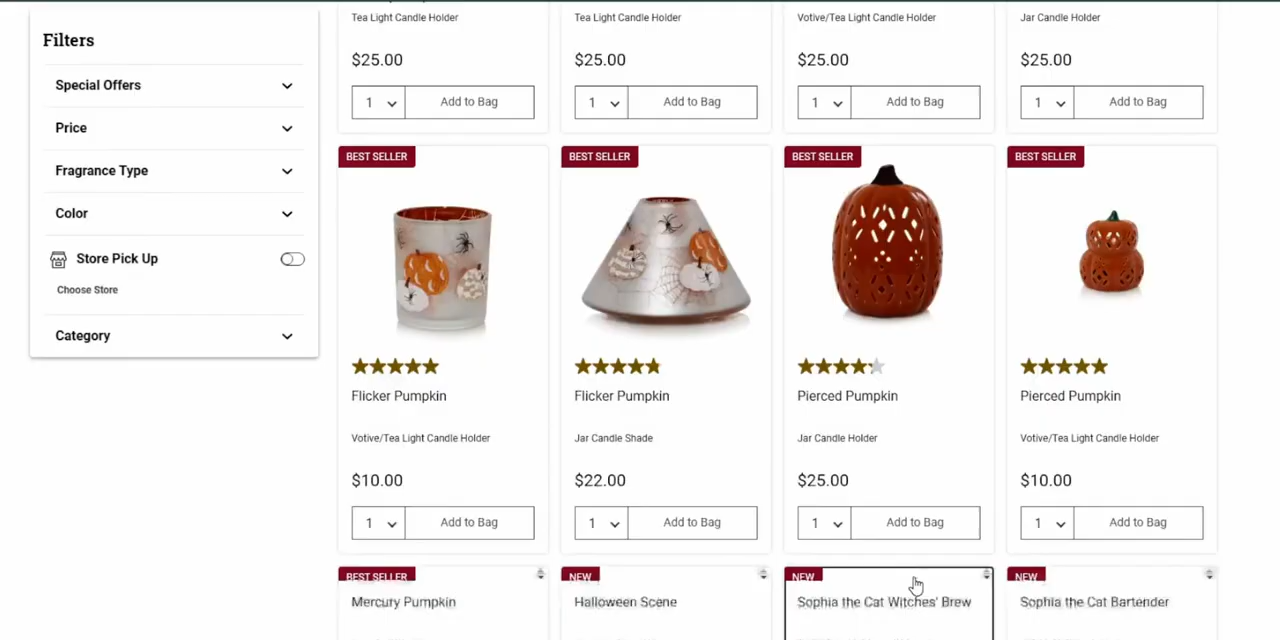 Filters
Special Offers
Price
Fragrance Type
Color
Store Pick Up
Choose Store
Category
Tea Light Candle Holder
$25.00
1 Add to Bag
Tea Light Candle Holder
$25.00
1 Add to Bag
Votive/Tea Light Candle Holder
$25.00
1 Add to Bag
Jar Candle Holder
$25.00
1 Add to Bag
BEST SELLER
Flicker Pumpkin
Votive/Tea Light Candle Holder
$10.00
1 Add to Bag
BEST SELLER
Flicker Pumpkin
Jar Candle Shade
$22.00
1 Add to Bag
BEST SELLER
Pierced Pumpkin
Jar Candle Holder
$25.00
1 Add to Bag
BEST SELLER
Pierced Pumpkin
Votive/Tea Light Candle Holder
$10.00
1 Add to Bag
BEST SELLER
Mercury Pumpkin
NEW
Halloween Scene
NEW
Sophia the Cat Witches' Brew
NEW
Sophia the Cat Bartender